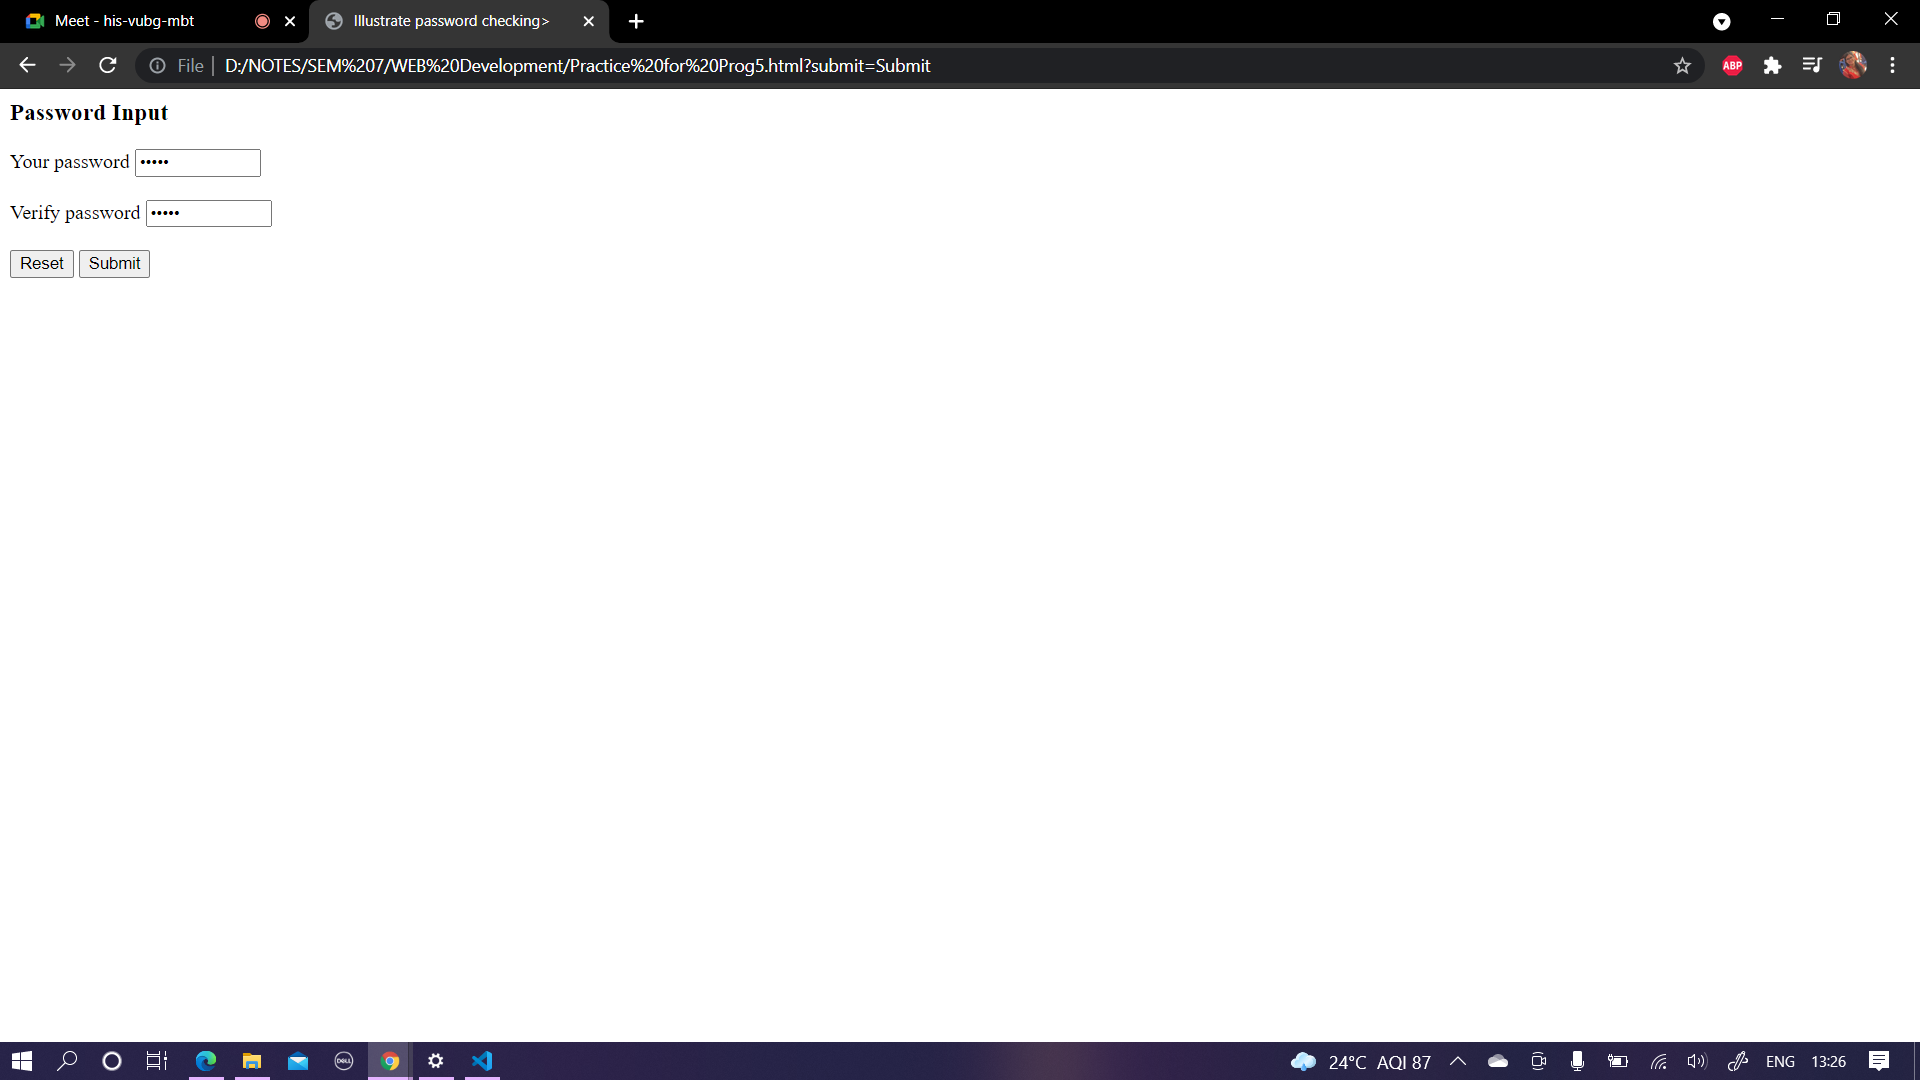 Meet - his-vubg-mbt
Illustrate password checking>
File | D:/NOTES/SEM%207/WEB%20Development/Practice%20for%20Prog5.html?submit=Submit
ABP
Password Input
Your password •••••
Verify password •••••
Reset Submit
DELL
24°C AQI 87 ENG 13:26